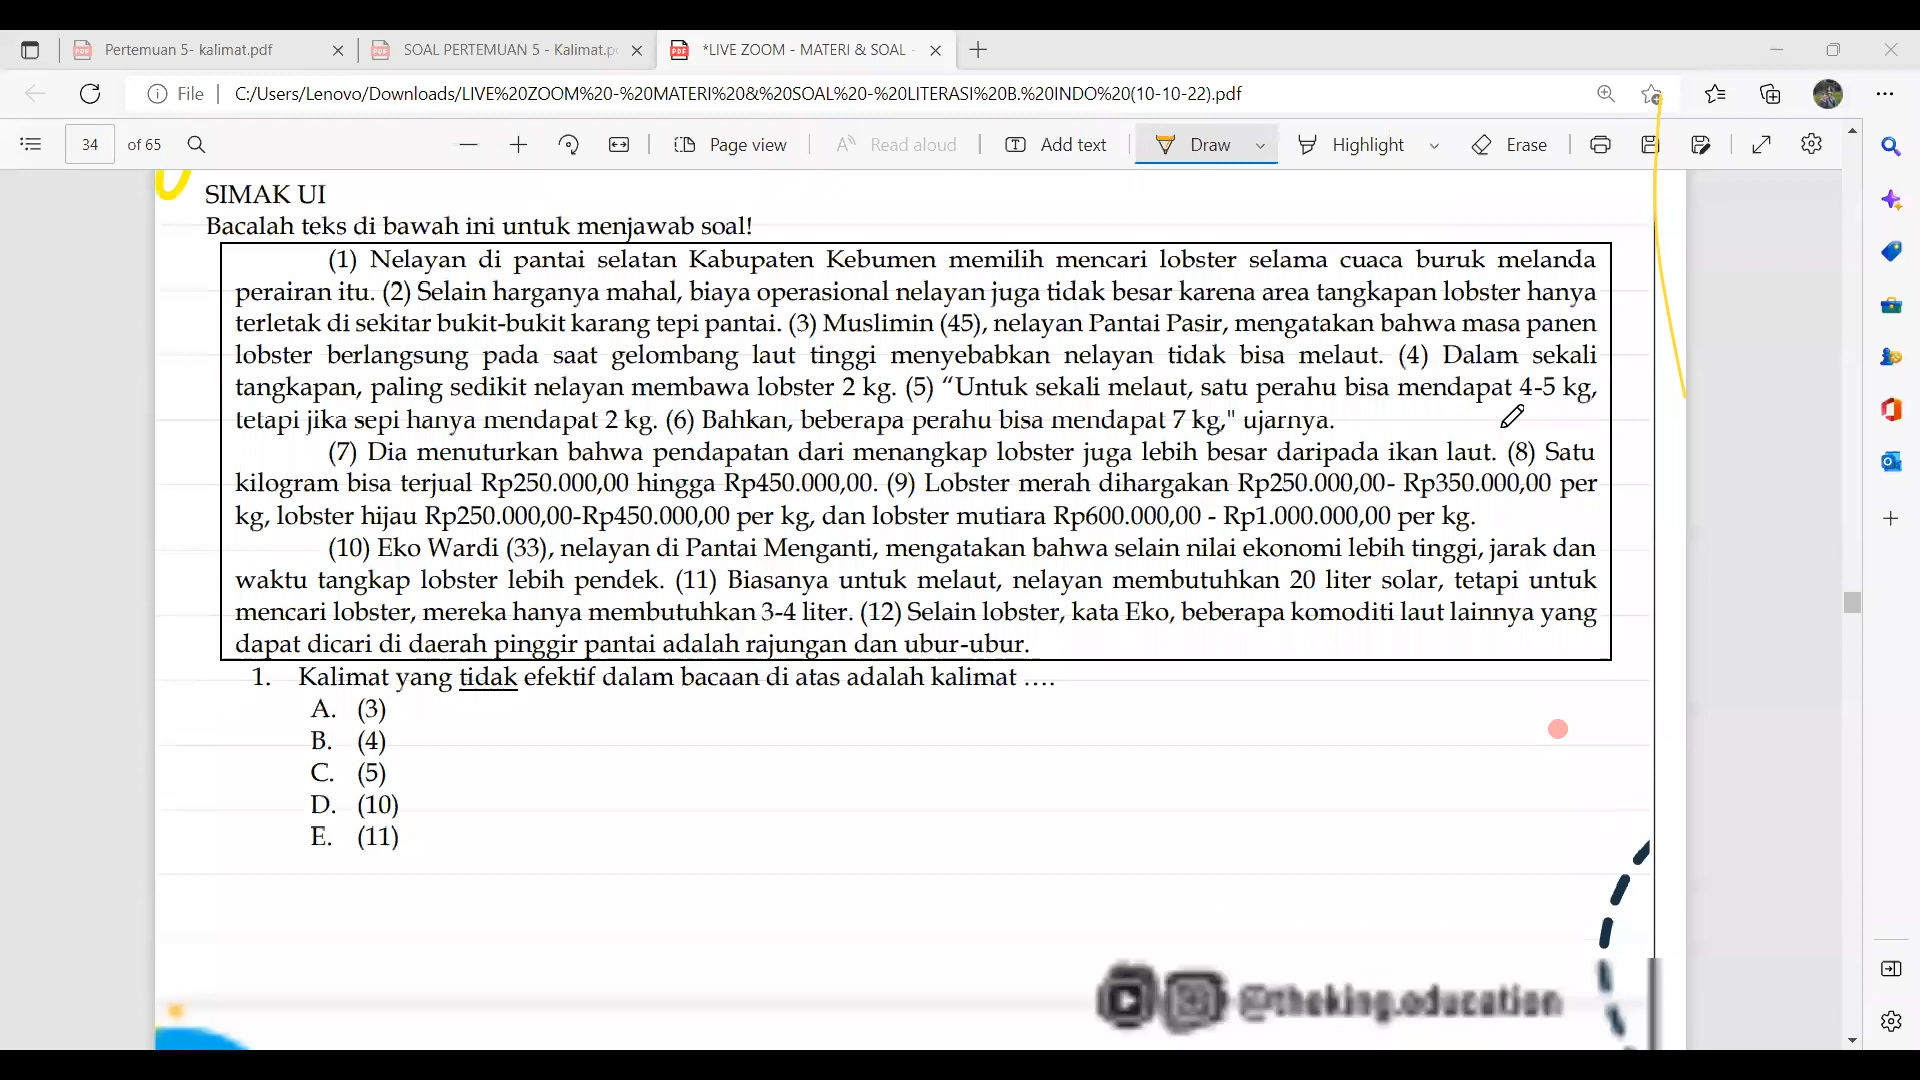 Pertemuan 5- kalimat.pdf
SOAL PERTEMUAN 5 - Kalimat.p
*LIVE ZOOM - MATERI & SOAL -
File
C:/Users/Lenovo/Downloads/LIVE%20ZOOM%20-%20MATERI%20&%20SOAL%20-%20LITERASI%20B.%20INDO%20(10-10-22).pdf
34 of 65
Page view
Read aloud
Add text
Draw
Highlight
Erase
SIMAK UI
Bacalah teks di bawah ini untuk menjawab soal!
(1) Nelayan di pantai selatan Kabupaten Kebumen memilih mencari lobster selama cuaca buruk melanda
perairan itu. (2) Selain harganya mahal, biaya operasional nelayan juga tidak besar karena area tangkapan lobster hanya
terletak di sekitar bukit-bukit karang tepi pantai. (3) Muslimin (45), nelayan Pantai Pasir, mengatakan bahwa masa panen
lobster berlangsung pada saat gelombang laut tinggi menyebabkan nelayan tidak bisa melaut. (4) Dalam sekali
tangkapan, paling sedikit nelayan membawa lobster 2 kg. (5) “Untuk sekali melaut, satu perahu bisa mendapat 4-5 kg,
tetapi jika sepi hanya mendapat 2 kg. (6) Bahkan, beberapa perahu bisa mendapat 7 kg," ujarnya.
(7) Dia menuturkan bahwa pendapatan dari menangkap lobster juga lebih besar daripada ikan laut. (8) Satu
kilogram bisa terjual Rp250.000,00 hingga Rp450.000,00. (9) Lobster merah dihargakan Rp250.000,00- Rp350.000,00 per
kg, lobster hijau Rp250.000,00-Rp450.000,00 per kg, dan lobster mutiara Rp600.000,00 - Rp1.000.000,00 per kg.
(10) Eko Wardi (33), nelayan di Pantai Menganti, mengatakan bahwa selain nilai ekonomi lebih tinggi, jarak dan
waktu tangkap lobster lebih pendek. (11) Biasanya untuk melaut, nelayan membutuhkan 20 liter solar, tetapi untuk
mencari lobster, mereka hanya membutuhkan 3-4 liter. (12) Selain lobster, kata Eko, beberapa komoditi laut lainnya yang
dapat dicari di daerah pinggir pantai adalah rajungan dan ubur-ubur.
1. Kalimat yang tidak efektif dalam bacaan di atas adalah kalimat ….
A. (3)
B. (4)
C. (5)
D. (10)
E. (11)
@theking.education